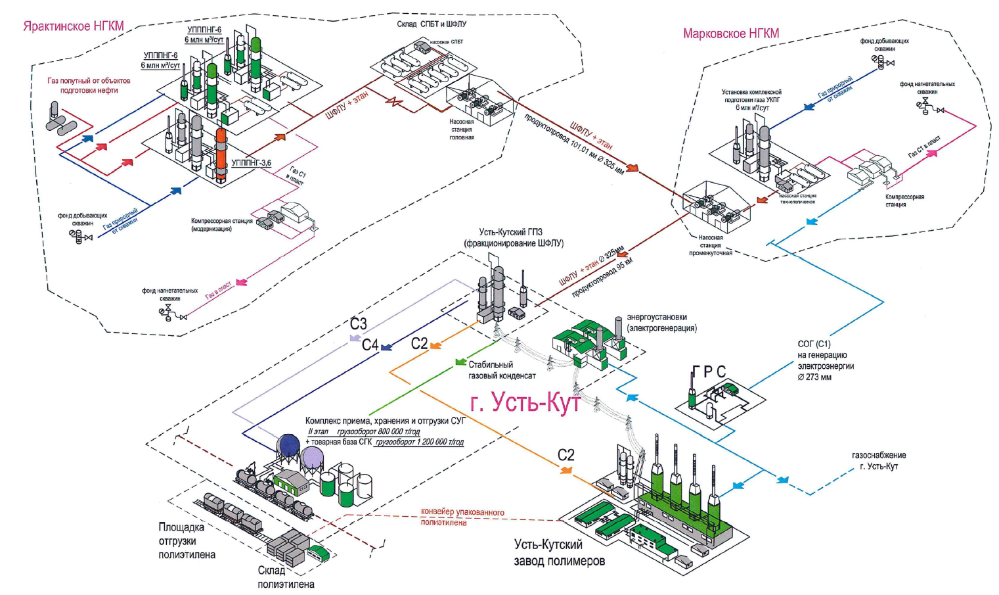 Ярактинское НГКМ
УПППНГ-6
6 млн м³/сут
УПППНГ-6
6 млн м³/сут
Газ попутный от объектов
подготовки нефти
Склад СПБТ и ШФЛУ
насосная СПБТ
ШФЛУ + этан
Насосная
станция
головная
УПППНГ-3,6
Газ С1
в пласт
фонд добывающих
скважин
Газ природный
от скважин
Компрессорная станция
(модернизация)
фонд нагнетательных
скважин
Газ в пласт
ШФЛУ + этан
продуктопровод 101,01 км Ø 325 мм
Марковское НГКМ
фонд добывающих
скважин
Газ природный
от скважин
фонд нагнетательных
скважин
Установка комплексной
подготовки газа УКПГ
6 млн м³/сут
Газ С1 в пласт
насосная станция
технологическая
Компрессорная
станция
Насосная
станция
промежуточная
Усть-Кутский ГПЗ
(фракционирование ШФЛУ)
ШФЛУ + этан Ø 325мм
продуктопровод 95 км
С3
С4
С2
Стабильный
газовый конденсат
энергоустановки
(электрогенерация)
СОГ (С1)
на генерацию
электроэнергии
Ø 273 мм
Г Р С
г. Усть-Кут
Комплекс приема, хранения и отгрузки СУГ
II этап грузооборот 800 000 т/год
+ товарная база СГК грузооборот 1 200 000 т/год
С2
газоснабжение
г. Усть-Кут
конвейер упакованного
полиэтилена
Площадка
отгрузки
полиэтилена
Склад
полиэтилена
Усть-Кутский
завод полимеров